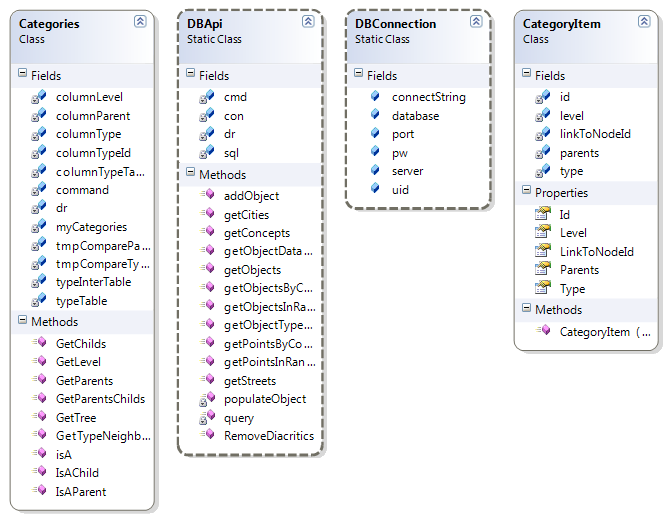 Categories
Class
Fields
columnLevel
columnParent
columnType
columnTypeId
columnTypeTa...
command
dr
myCategories
tmpComparePa...
tmpCompareTy...
typeInterTable
typeTable
Methods
GetChilds
GetLevel
GetParents
GetParentsChilds
GetTree
GetTypeNeighb...
isA
IsAChild
IsAParent
DBApi
Static Class
Fields
cmd
con
dr
sql
Methods
addObject
getCities
getConcepts
getObjectData...
getObjects
getObjectsByC...
getObjectsInRa...
getObjectType...
getPointsByCo...
getPointsInRan...
getStreets
populateObject
query
RemoveDiacritics
DBConnection
Static Class
Fields
connectString
database
port
pw
server
uid
CategoryItem
Class
Fields
id
level
linkToNodeId
parents
type
Properties
Id
Level
LinkToNodeId
Parents
Type
Methods
CategoryItem (...